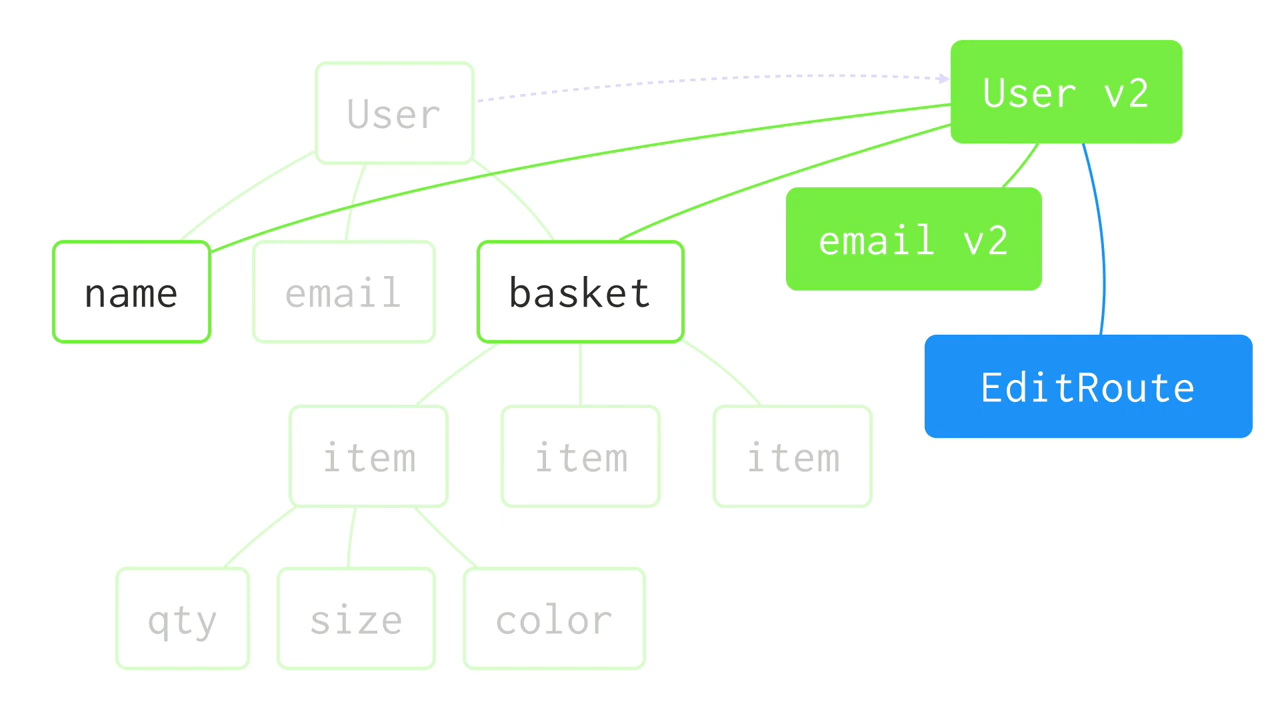 User
User v2
email v2
name
email
basket
EditRoute
item
item
item
qty
size
color